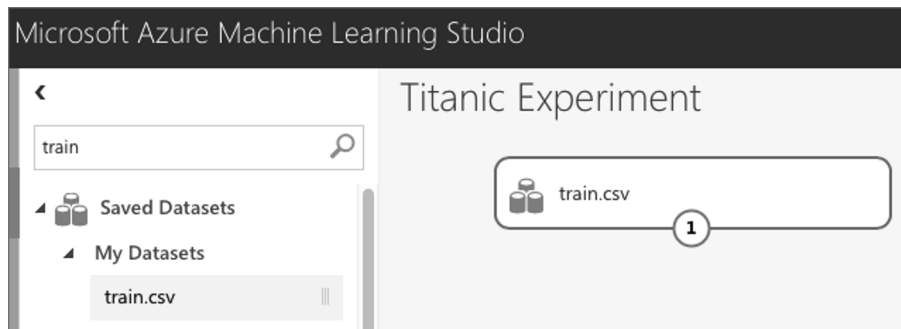 Microsoft Azure Machine Learning Studio
Titanic Experiment
train
Saved Datasets
My Datasets
train.csv
train.csv
1